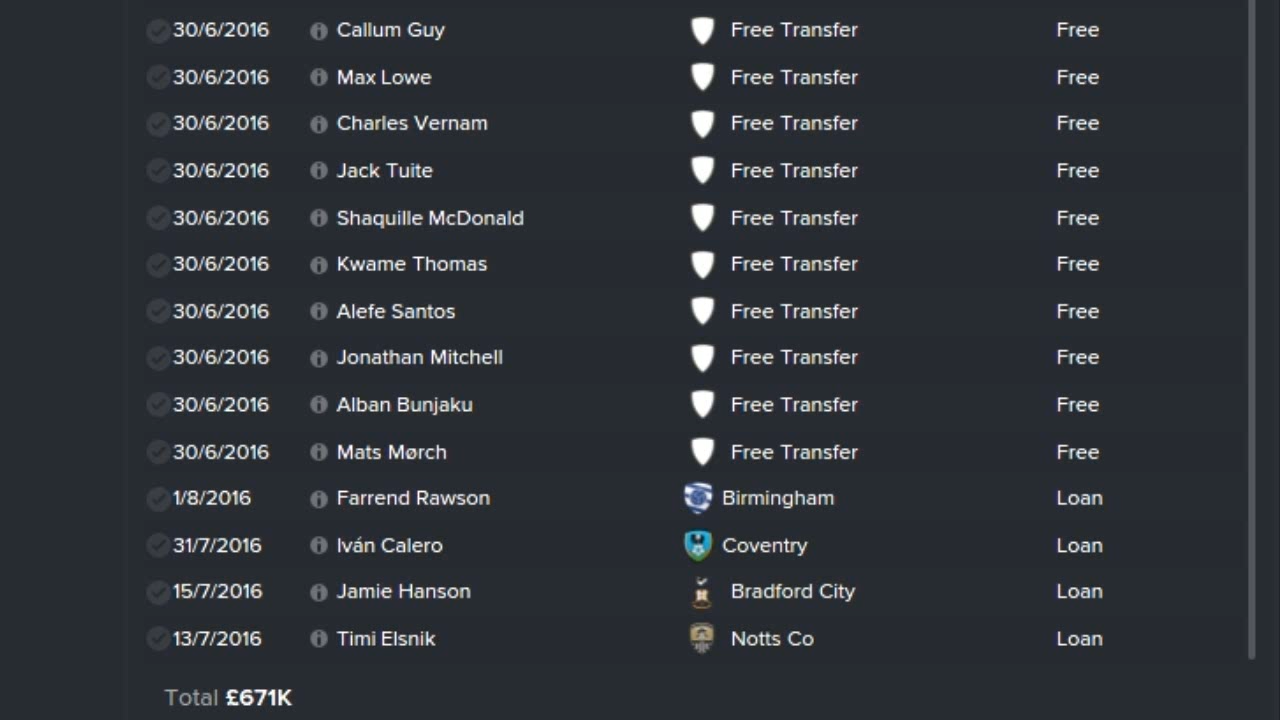 30/6/2016 Callum Guy Free Transfer Free
30/6/2016 Max Lowe Free Transfer Free
30/6/2016 Charles Vernam Free Transfer Free
30/6/2016 Jack Tuite Free Transfer Free
30/6/2016 Shaquille McDonald Free Transfer Free
30/6/2016 Kwame Thomas Free Transfer Free
30/6/2016 Alefe Santos Free Transfer Free
30/6/2016 Jonathan Mitchell Free Transfer Free
30/6/2016 Alban Bunjaku Free Transfer Free
30/6/2016 Mats Mørch Free Transfer Free
1/8/2016 Farrend Rawson Birmingham Loan
31/7/2016 Iván Calero Coventry Loan
15/7/2016 Jamie Hanson Bradford City Loan
13/7/2016 Timi Elsnik Notts Co Loan
Total £671K